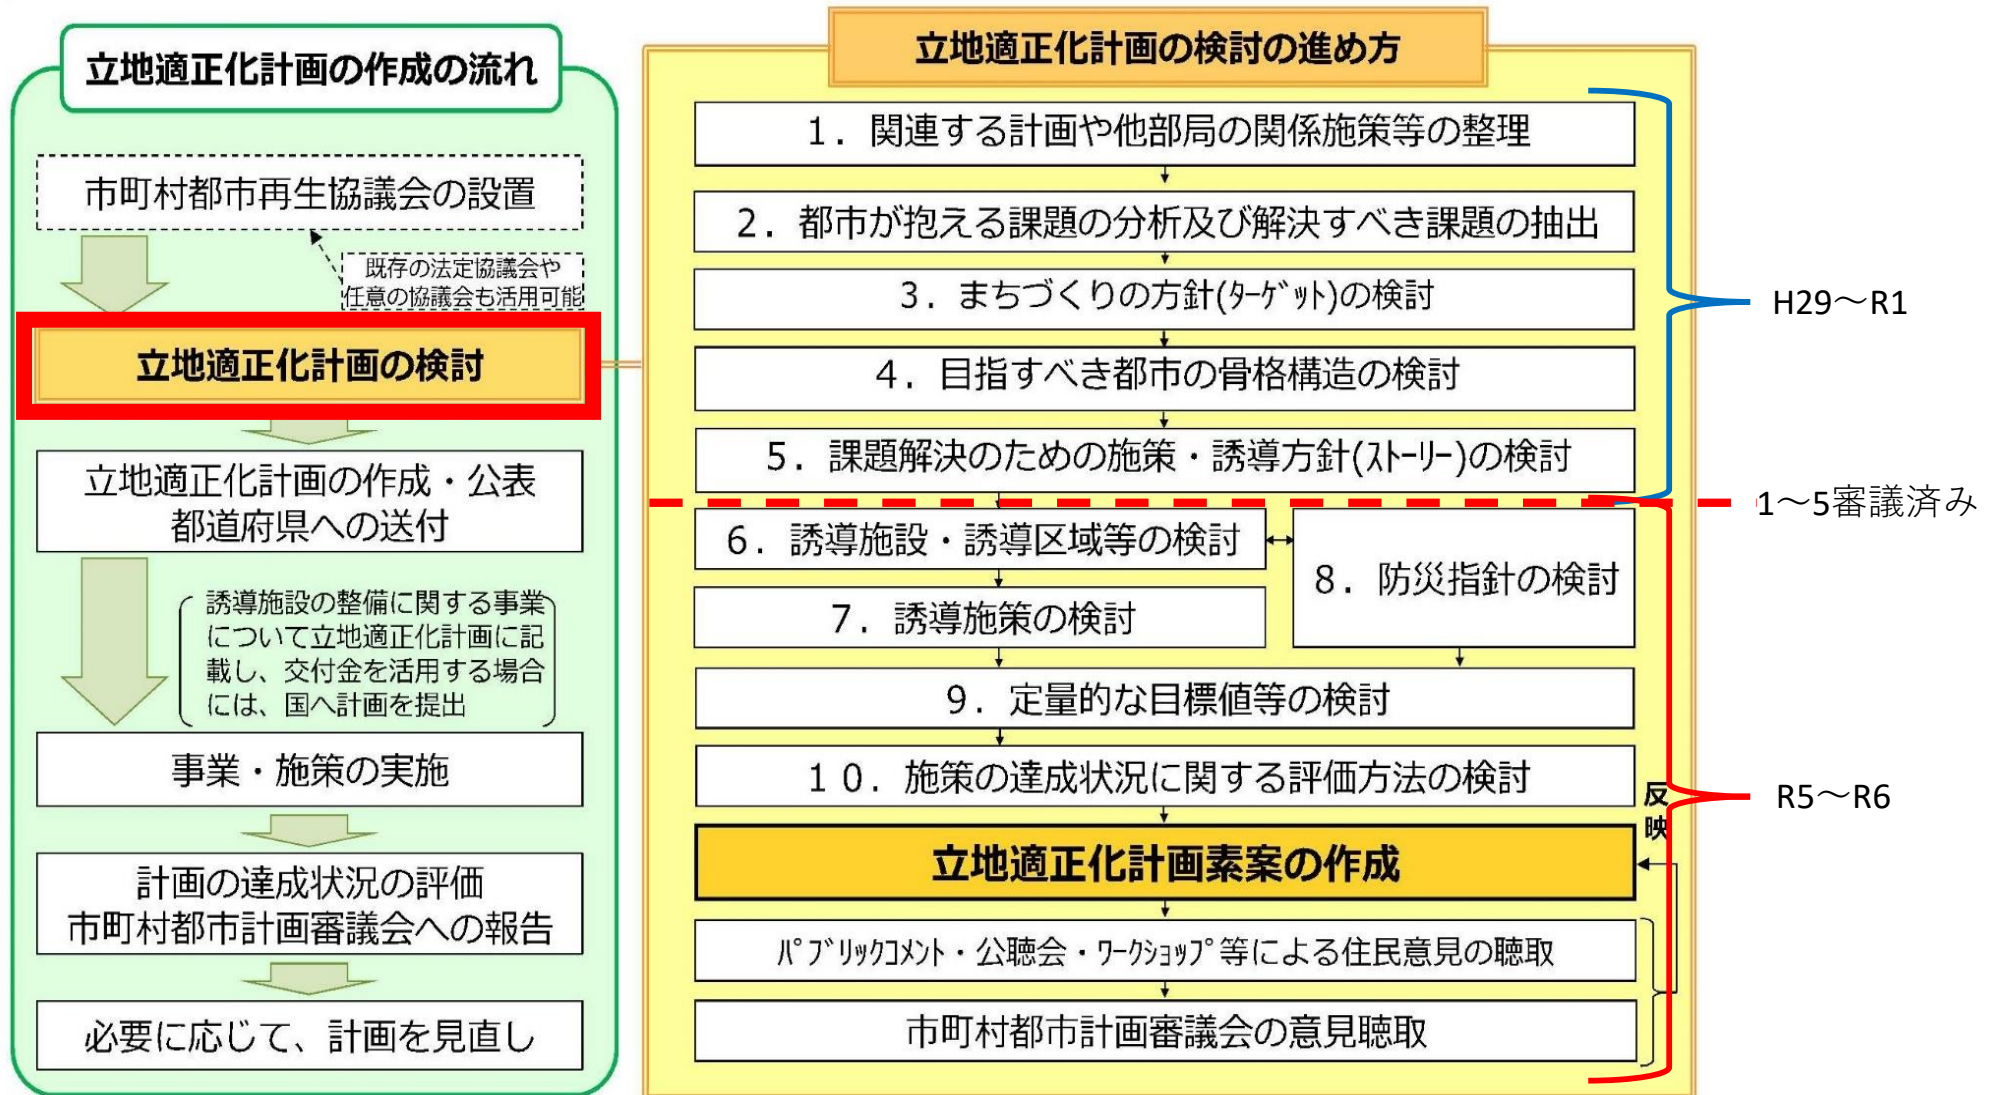 立地適正化計画の作成の流れ
市町村都市再生協議会の設置
既存の法定協議会や
任意の協議会も活用可能
立地適正化計画の検討
立地適正化計画の作成・公表
都道府県への送付
誘導施設の整備に関する事業
について立地適正化計画に記
載し、交付金を活用する場合
には、国へ計画を提出
事業・施策の実施
計画の達成状況の評価
市町村都市計画審議会への報告
必要に応じて、計画を見直し
立地適正化計画の検討の進め方
１．関連する計画や他部局の関係施策等の整理
２．都市が抱える課題の分析及び解決すべき課題の抽出
３．まちづくりの方針(ﾀｰｹﾞｯﾄ)の検討
４．目指すべき都市の骨格構造の検討
５．課題解決のための施策・誘導方針(ｽﾄｰﾘｰ)の検討
６．誘導施設・誘導区域等の検討
７．誘導施策の検討
８．防災指針の検討
９．定量的な目標値等の検討
１０．施策の達成状況に関する評価方法の検討
立地適正化計画素案の作成
反
映
ﾊﾟﾌﾞﾘｯｸｺﾒﾝﾄ・公聴会・ﾜｰｸｼｮｯﾌﾟ等による住民意見の聴取
市町村都市計画審議会の意見聴取
H29～R1
1～5審議済み
R5～R6